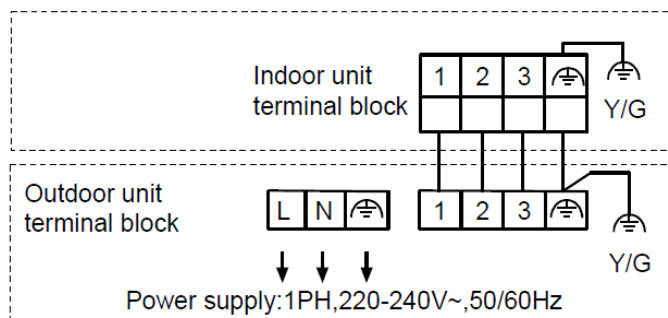 Indoor unit
terminal block
1 2 3
Y/G
Outdoor unit
terminal block
L N
1 2 3
Y/G
Power supply:1PH,220-240V~,50/60Hz